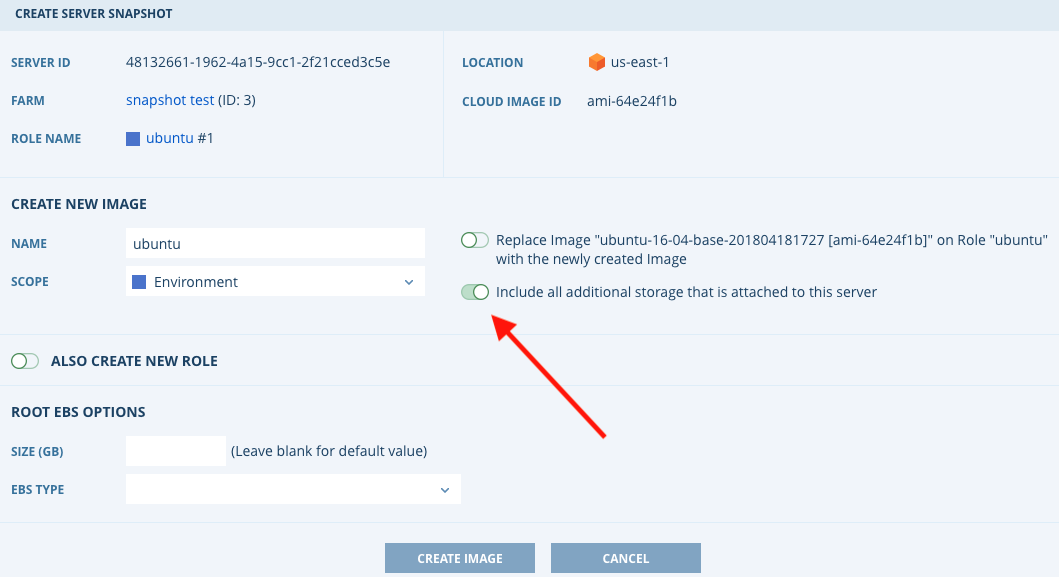 CREATE SERVER SNAPSHOT
SERVER ID 48132661-1962-4a15-9cc1-2f21cced3c5e
FARM snapshot test (ID: 3)
ROLE NAME ubuntu #1
LOCATION us-east-1
CLOUD IMAGE ID ami-64e24f1b
CREATE NEW IMAGE
NAME ubuntu
SCOPE Environment
Replace Image "ubuntu-16-04-base-201804181727 [ami-64e24f1b]" on Role "ubuntu"
with the newly created Image
Include all additional storage that is attached to this server
ALSO CREATE NEW ROLE
ROOT EBS OPTIONS
SIZE (GB) (Leave blank for default value)
EBS TYPE
CREATE IMAGE CANCEL